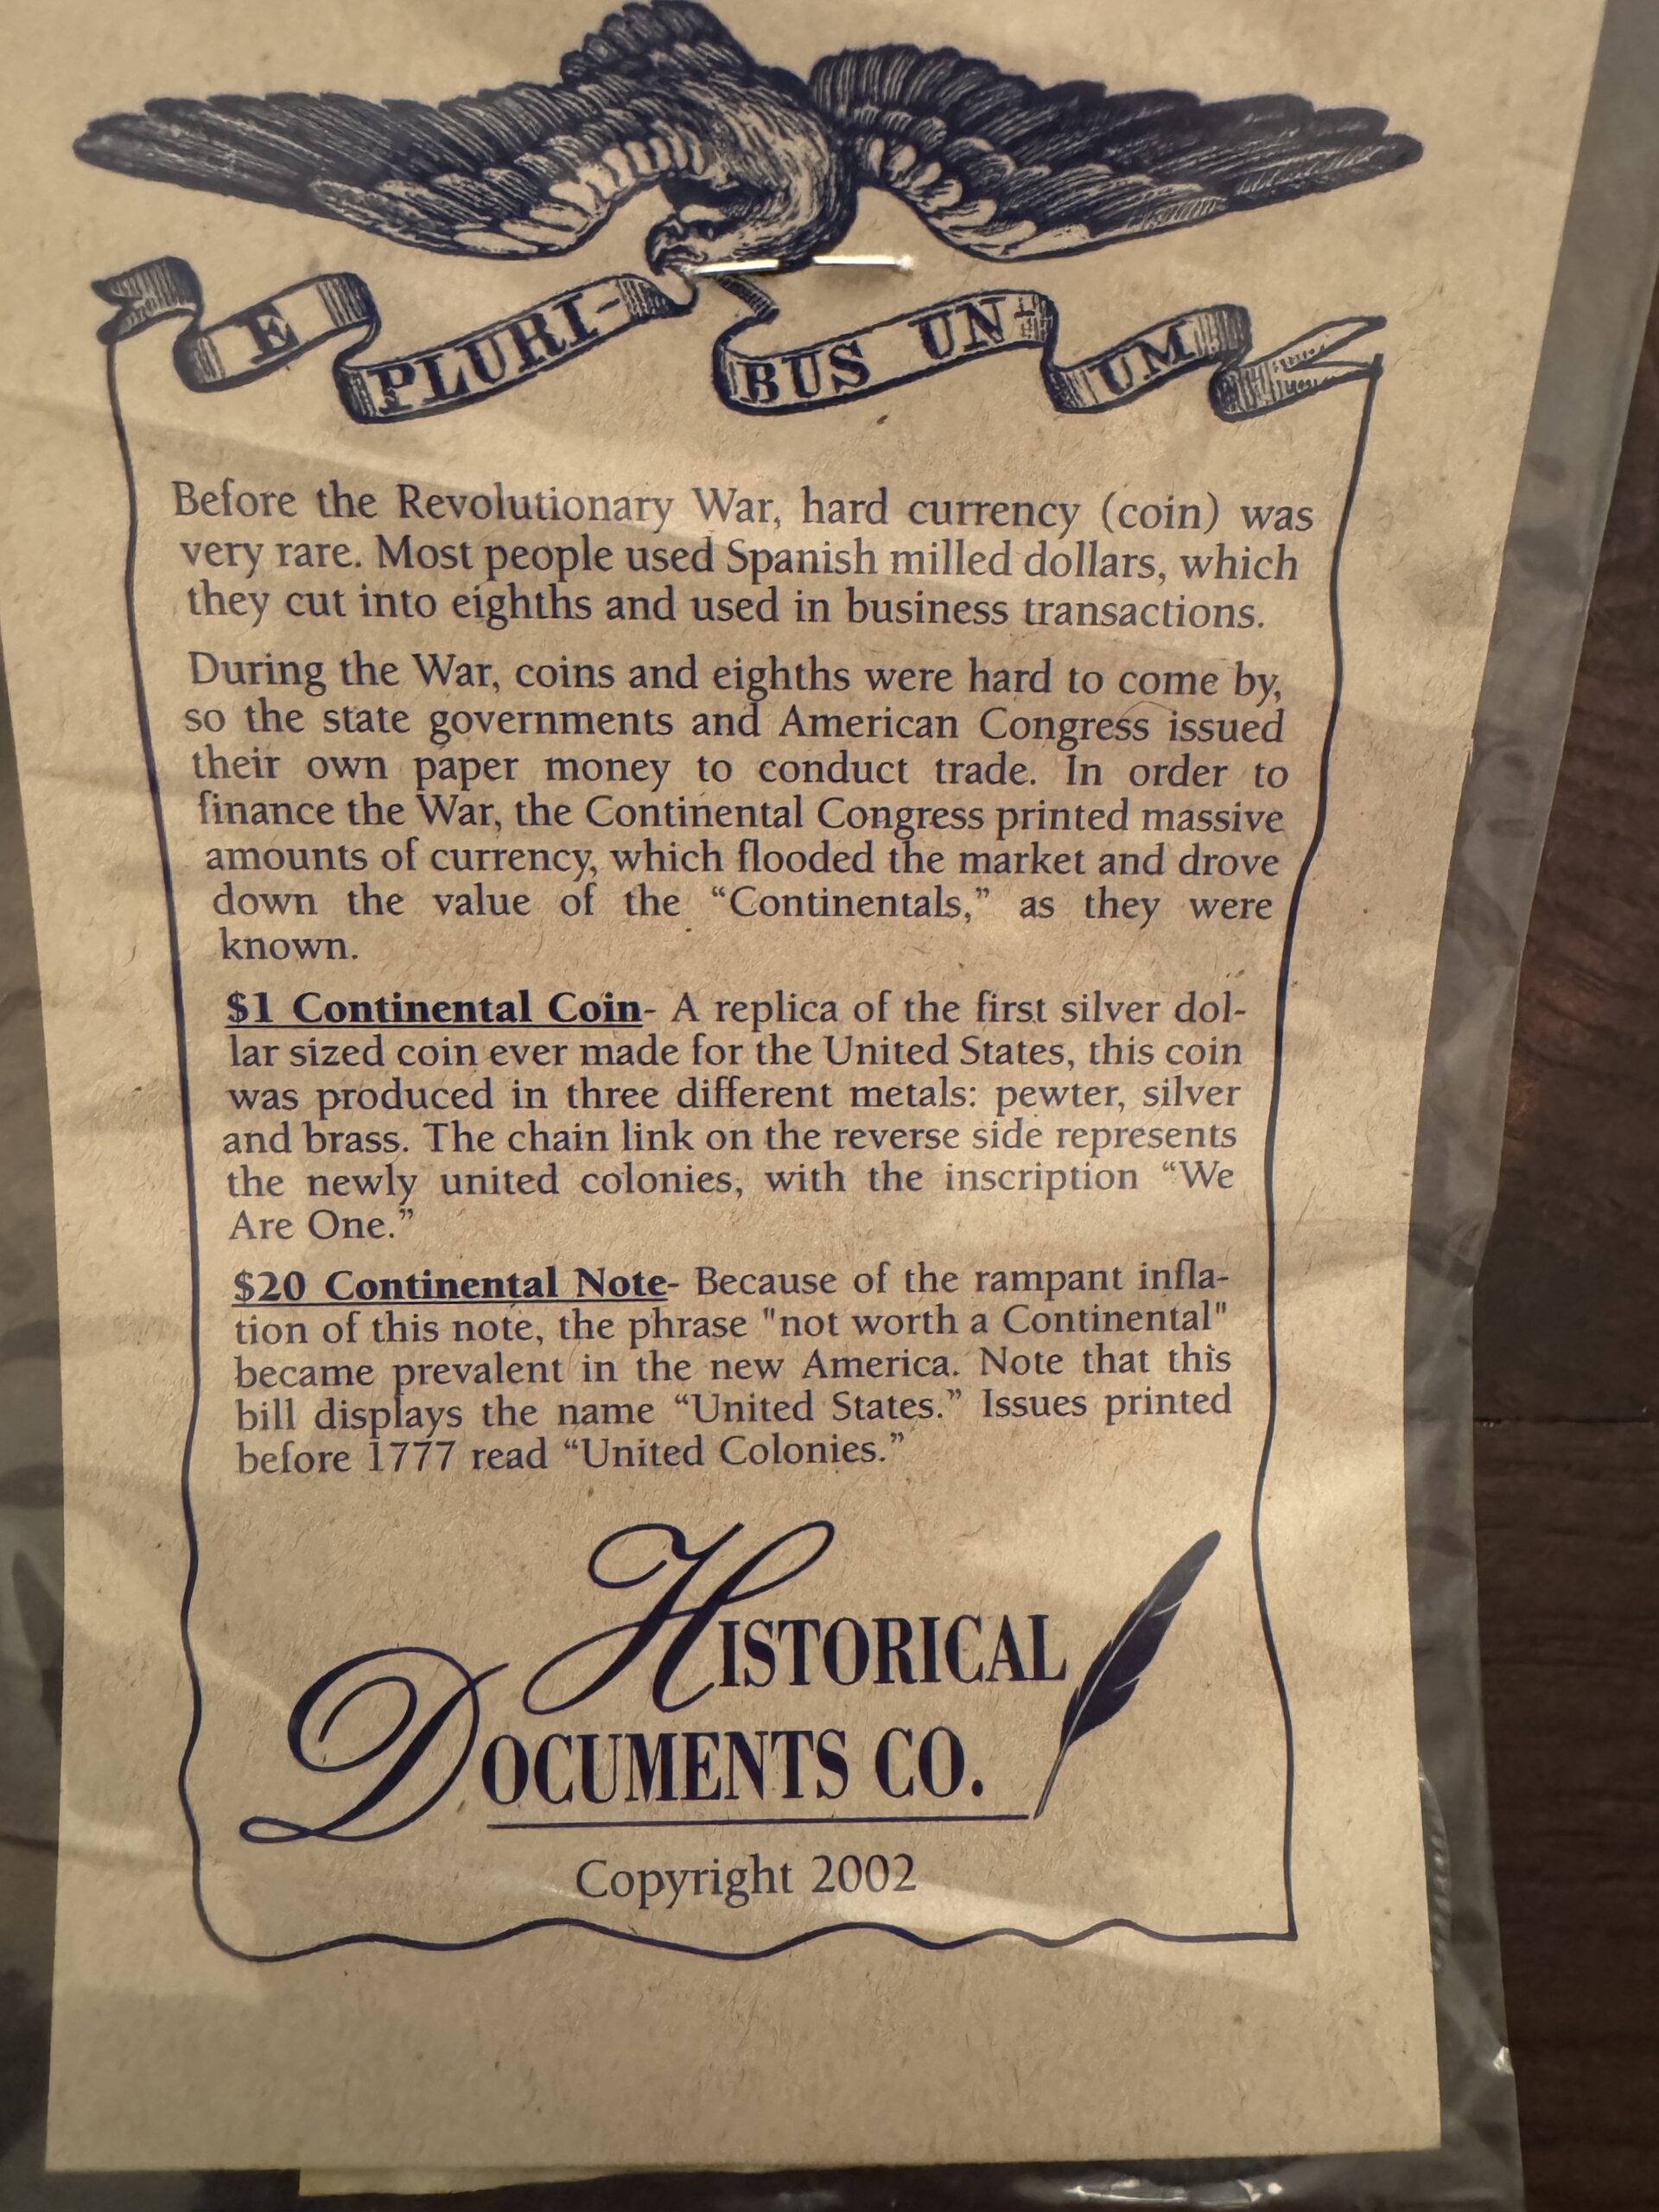 E PLURI- BUS UN- UM
Before the Revolutionary War, hard currency (coin) was
very rare. Most people used Spanish milled dollars, which
they cut into eighths and used in business transactions.
During the War, coins and eighths were hard to come by,
so the state governments and American Congress issued
their own paper money to conduct trade. In order to
finance the War, the Continental Congress printed massive
amounts of currency, which flooded the market and drove
down the value of the “Continentals,” as they were
known.
$1 Continental Coin- A replica of the first silver dol-
lar sized coin ever made for the United States, this coin
was produced in three different metals: pewter, silver
and brass. The chain link on the reverse side represents
the newly united colonies, with the inscription “We
Are One.”
$20 Continental Note- Because of the rampant infla-
tion of this note, the phrase "not worth a Continental"
became prevalent in the new America. Note that this
bill displays the name “United States.” Issues printed
before 1777 read “United Colonies.”
HISTORICAL
DOCUMENTS CO.
Copyright 2002